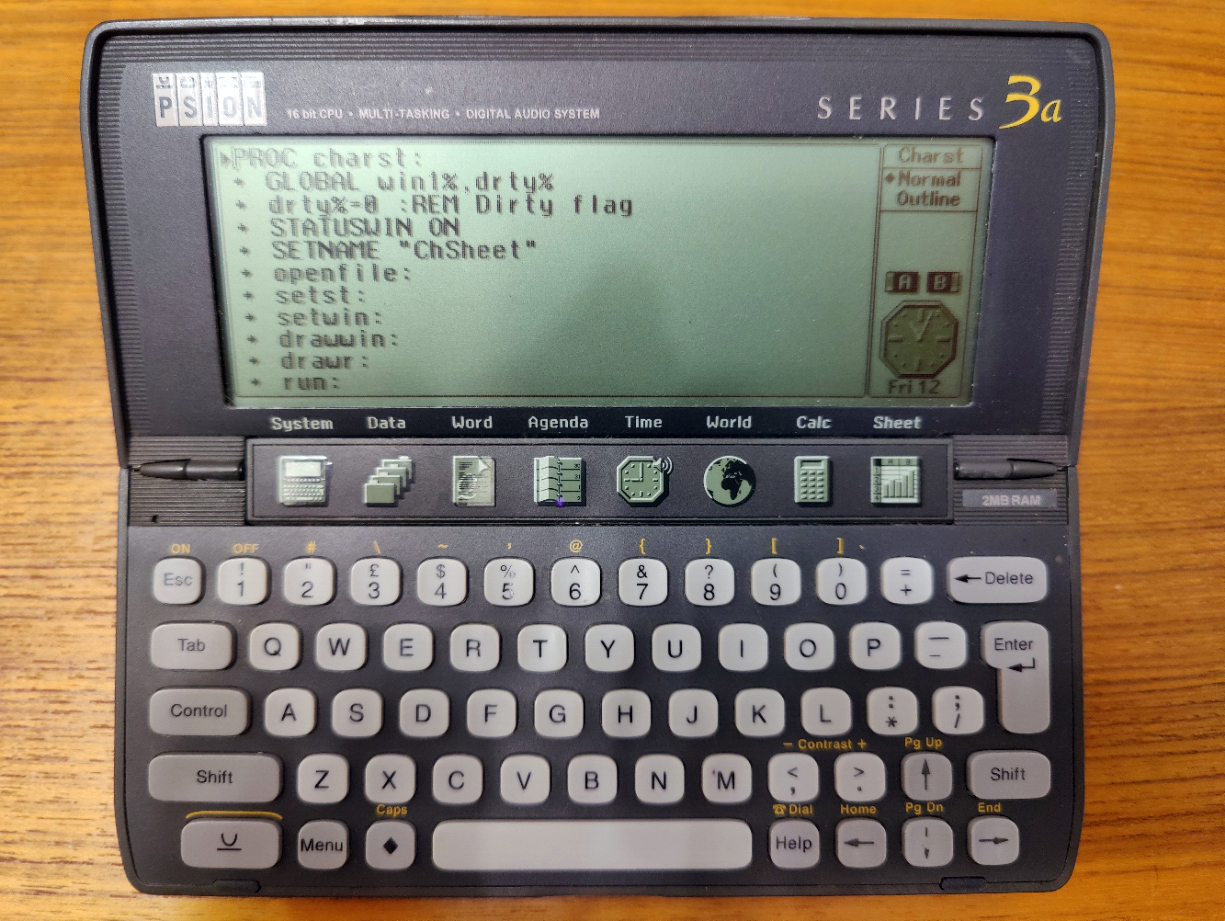 PSION
16 bit CPU • MULTI-TASKING • DIGITAL AUDIO SYSTEM
SERIES 3a
PROC charst:
GLOBAL win1%,drty%
drty%=0 :REM Dirty flag
STATUSWIN ON
SETNAME "ChSheet"
openfile:
setst:
setwin:
drawwin:
drawr:
run:
Charst
Normal
Outline
A B
Fri 12
System Data Word Agenda Time World Calc Sheet
2MB RAM
ON OFF # \ ~ ' @ { } [ ]
Esc ! 1 " 2 £ 3 $ 4 % 5 ^ 6 & 7 ? 8 ( 9 ) 0 = + ← Delete
Tab Q W E R T Y U I O P _ - Enter
Control A S D F G H J K L : * ; /
− Contrast + Pg Up
Shift Z X C V B N M < , > . ↑ Shift
Caps ☎ Dial Home Pg Dn End
Menu ◆ Help ← ↓ →